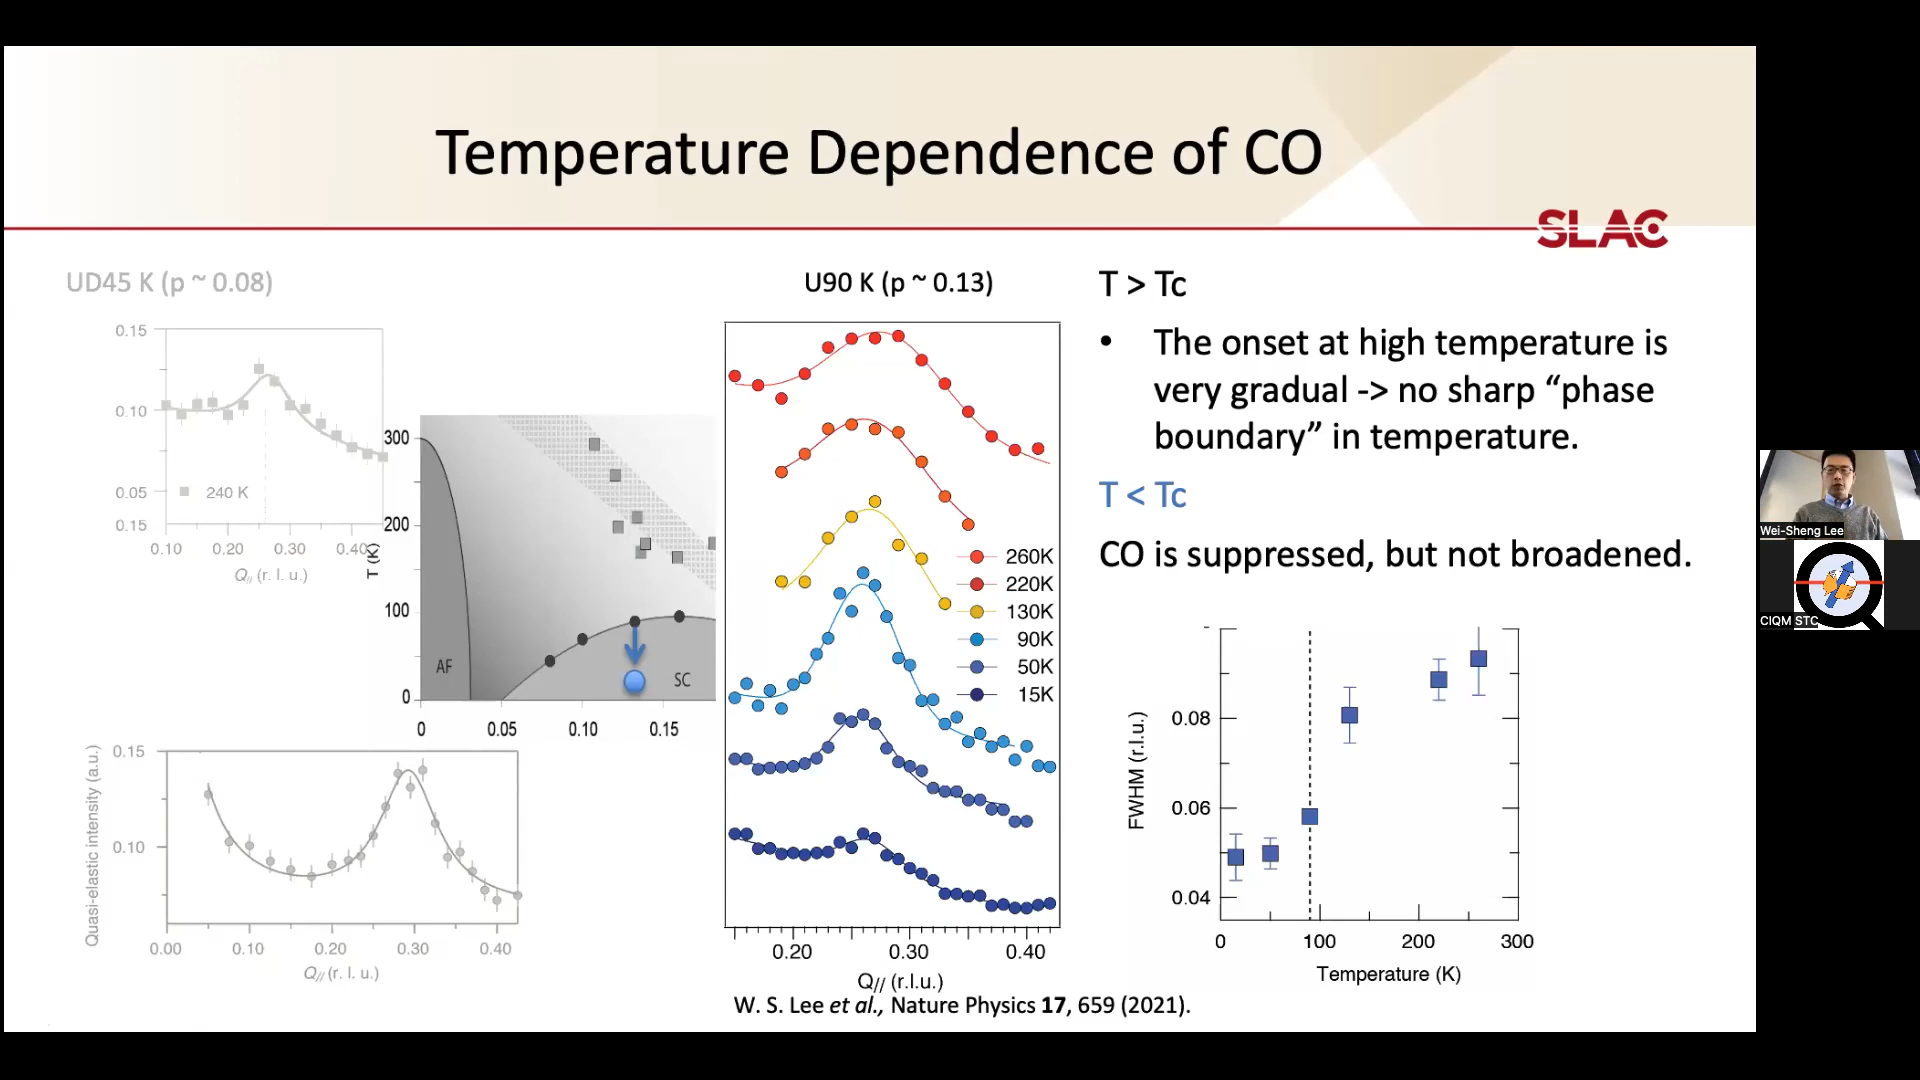 Temperature Dependence of CO
SLAC
UD45 K (p ~ 0.08)
0.15
0.10
0.05
0.15
240 K
0.10 0.20 0.30 0.40
Q// (r. l. u.)
300
200
100
0
T (K)
AF
SC
0 0.05 0.10 0.15
Quasi-elastic intensity (a.u.)
0.15
0.10
0.00 0.10 0.20 0.30 0.40
Q// (r. l. u.)
U90 K (p ~ 0.13)
260K
220K
130K
90K
50K
15K
0.20 0.30 0.40
Q// (r.l.u.)
W. S. Lee et al., Nature Physics 17, 659 (2021).
T > Tc
• The onset at high temperature is
very gradual -> no sharp “phase
boundary” in temperature.
T < Tc
CO is suppressed, but not broadened.
FWHM (r.l.u.)
0.08
0.06
0.04
0 100 200 300
Temperature (K)
Wei-Sheng Lee
CIQM STC